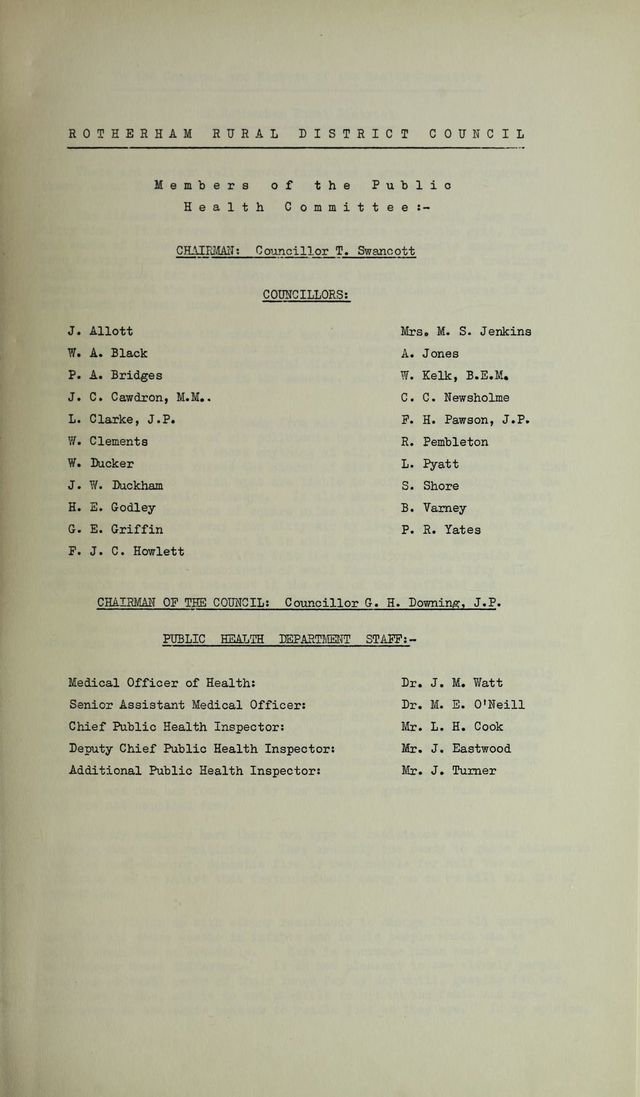 ROTHERHAM RURAL DISTRICT COUNCIL
Members of the Public
Health Committee:-
CHAIRMAN: Councillor T. Swancott
COUNCILLORS:
J. Allott
W. A. Black
P. A. Bridges
J. C. Cawdron, M.M..
L. Clarke, J.P.
W. Clements
W. Ducker
J. W. Duckham
H. E. Godley
G. E. Griffin
F. J. C. Howlett
Mrs. M. S. Jenkins
A. Jones
W. Kelk, B.E.M.
C. C. Newsholme
F. H. Pawson, J.P.
R. Pembleton
L. Pyatt
S. Shore
B. Varney
P. R. Yates
CHAIRMAN OF THE COUNCIL: Councillor G. H. Downing, J.P.
PUBLIC HEALTH DEPARTMENT STAFF:-
Medical Officer of Health: Dr. J. M. Watt
Senior Assistant Medical Officer: Dr. M. E. O'Neill
Chief Public Health Inspector: Mr. L. H. Cook
Deputy Chief Public Health Inspector: Mr. J. Eastwood
Additional Public Health Inspector: Mr. J. Turner